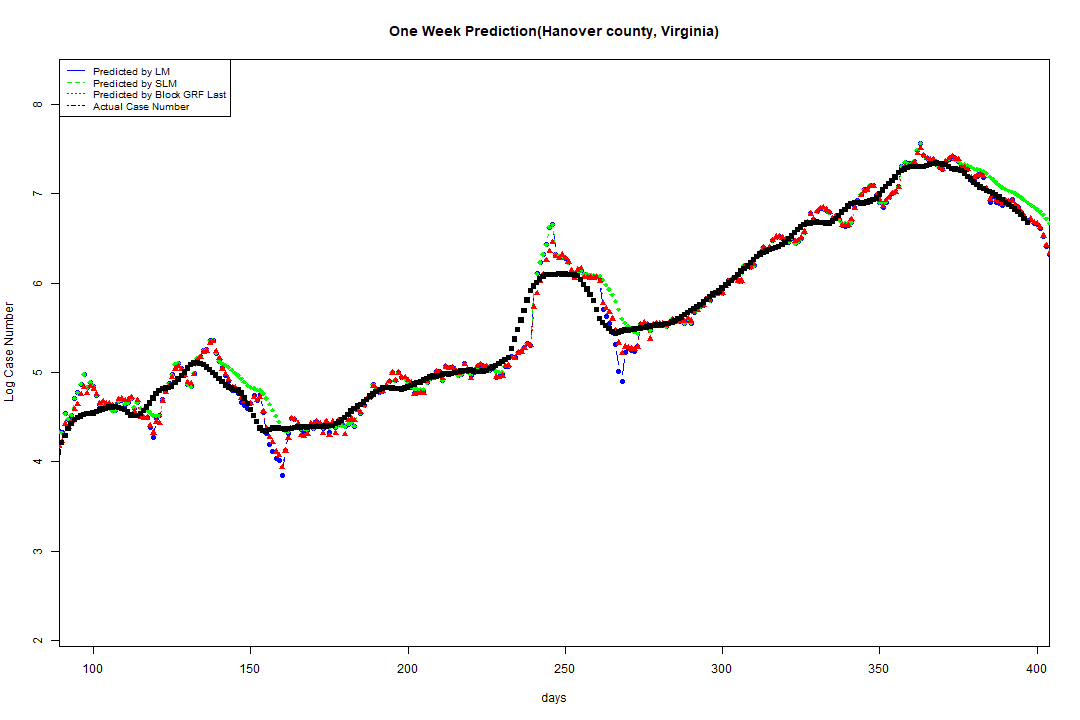 One Week Prediction(Hanover county, Virginia)
Predicted by LM
Predicted by SLM
Predicted by Block GRF Last
Actual Case Number
8
7
6
5
4
3
2
Log Case Number
100 150 200 250 300 350 400
days